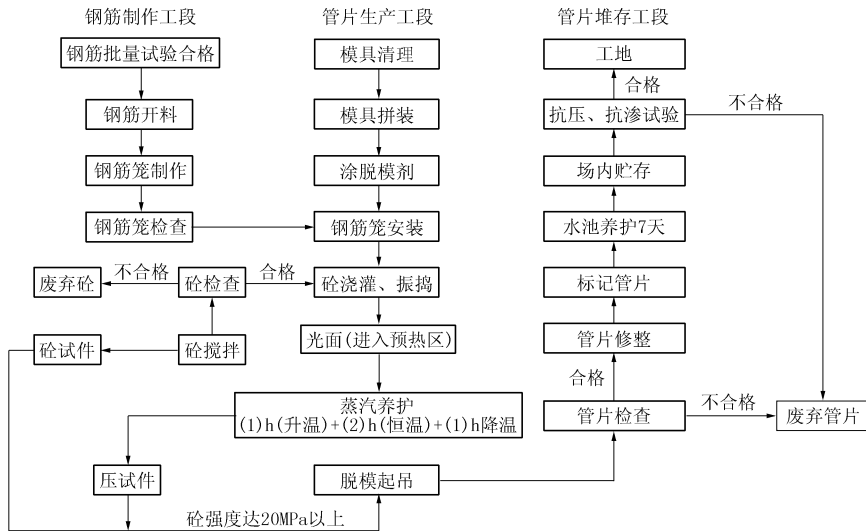 钢筋制作工段
管片生产工段
管片堆存工段
钢筋批量试验合格
模具清理
工地
合格
钢筋开料
模具拼装
抗压、抗渗试验
不合格
钢筋笼制作
涂脱模剂
场内贮存
钢筋笼检查
钢筋笼安装
水池养护7天
废弃砼
不合格
砼检查
合格
砼浇灌、振捣
标记管片
砼试件
砼搅拌
光面(进入预热区)
管片修整
合格
蒸汽养护
(1)h(升温)+(2)h(恒温)+(1)h降温
管片检查
不合格
废弃管片
压试件
脱模起吊
砼强度达20MPa以上